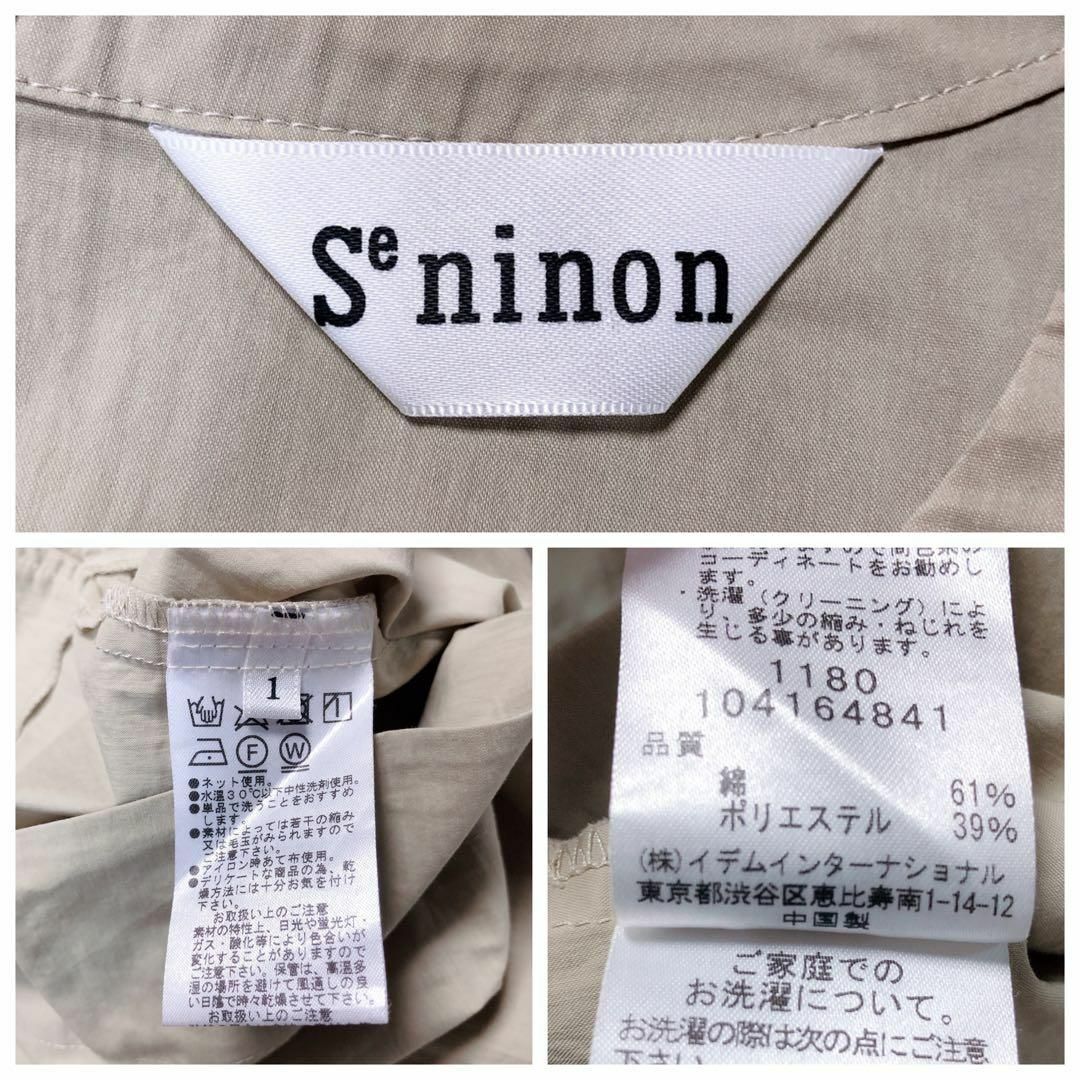 Se ninon
1
F W
●ネット使用。
●水温30℃以下中性洗剤使用。
●単品で洗うことをおすすめ
します。
●素材によっては若干の縮み
又は毛玉がみられますので
ご注意下さい。
●アイロン時あて布使用。
●デリケートな商品の為、乾
燥方法には十分お気を付け
下さい。
お取扱い上のご注意
素材の特性上、日光や蛍光灯・
ガス・酸化等により色合いが
変化することがありますので
ご注意下さい。保管は、高温多
湿の場所を避けて風通しの良
い日陰で時々乾燥させて下さい。
お取扱い上のご注意
コーディネートをお勧めし
ます。
・洗濯(クリーニング)によ
り、多少の縮み・ねじれを
生じる事があります。
1180
104164841
品質
綿 61%
ポリエステル 39%
(株)イデムインターナショナル
東京都渋谷区恵比寿南1-14-12
中国製
ご家庭での
お洗濯について。
お洗濯の際は次の点にご注意
下さい。